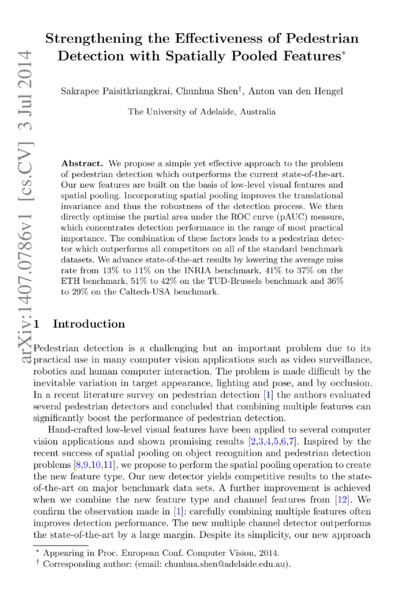 Strengthening the Effectiveness of Pedestrian
Detection with Spatially Pooled Features*
Sakrapee Paisitkriangkrai, Chunhua Shen†, Anton van den Hengel
The University of Adelaide, Australia
Abstract. We propose a simple yet effective approach to the problem
of pedestrian detection which outperforms the current state-of-the-art.
Our new features are built on the basis of low-level visual features and
spatial pooling. Incorporating spatial pooling improves the translational
invariance and thus the robustness of the detection process. We then
directly optimise the partial area under the ROC curve (pAUC) measure,
which concentrates detection performance in the range of most practical
importance. The combination of these factors leads to a pedestrian detec-
tor which outperforms all competitors on all of the standard benchmark
datasets. We advance state-of-the-art results by lowering the average miss
rate from 13% to 11% on the INRIA benchmark, 41% to 37% on the
ETH benchmark, 51% to 42% on the TUD-Brussels benchmark and 36%
to 29% on the Caltech-USA benchmark.
1 Introduction
Pedestrian detection is a challenging but an important problem due to its
practical use in many computer vision applications such as video surveillance,
robotics and human computer interaction. The problem is made difficult by the
inevitable variation in target appearance, lighting and pose, and by occlusion.
In a recent literature survey on pedestrian detection [1] the authors evaluated
several pedestrian detectors and concluded that combining multiple features can
significantly boost the performance of pedestrian detection.
Hand-crafted low-level visual features have been applied to several computer
vision applications and shown promising results [2,3,4,5,6,7]. Inspired by the
recent success of spatial pooling on object recognition and pedestrian detection
problems [8,9,10,11], we propose to perform the spatial pooling operation to create
the new feature type. Our new detector yields competitive results to the state-
of-the-art on major benchmark data sets. A further improvement is achieved
when we combine the new feature type and channel features from [12]. We
confirm the observation made in [1]: carefully combining multiple features often
improves detection performance. The new multiple channel detector outperforms
the state-of-the-art by a large margin. Despite its simplicity, our new approach
* Appearing in Proc. European Conf. Computer Vision, 2014.
† Corresponding author: (email: chunhua.shen@adelaide.edu.au).
arXiv:1407.0786v1 [cs.CV] 3 Jul 2014